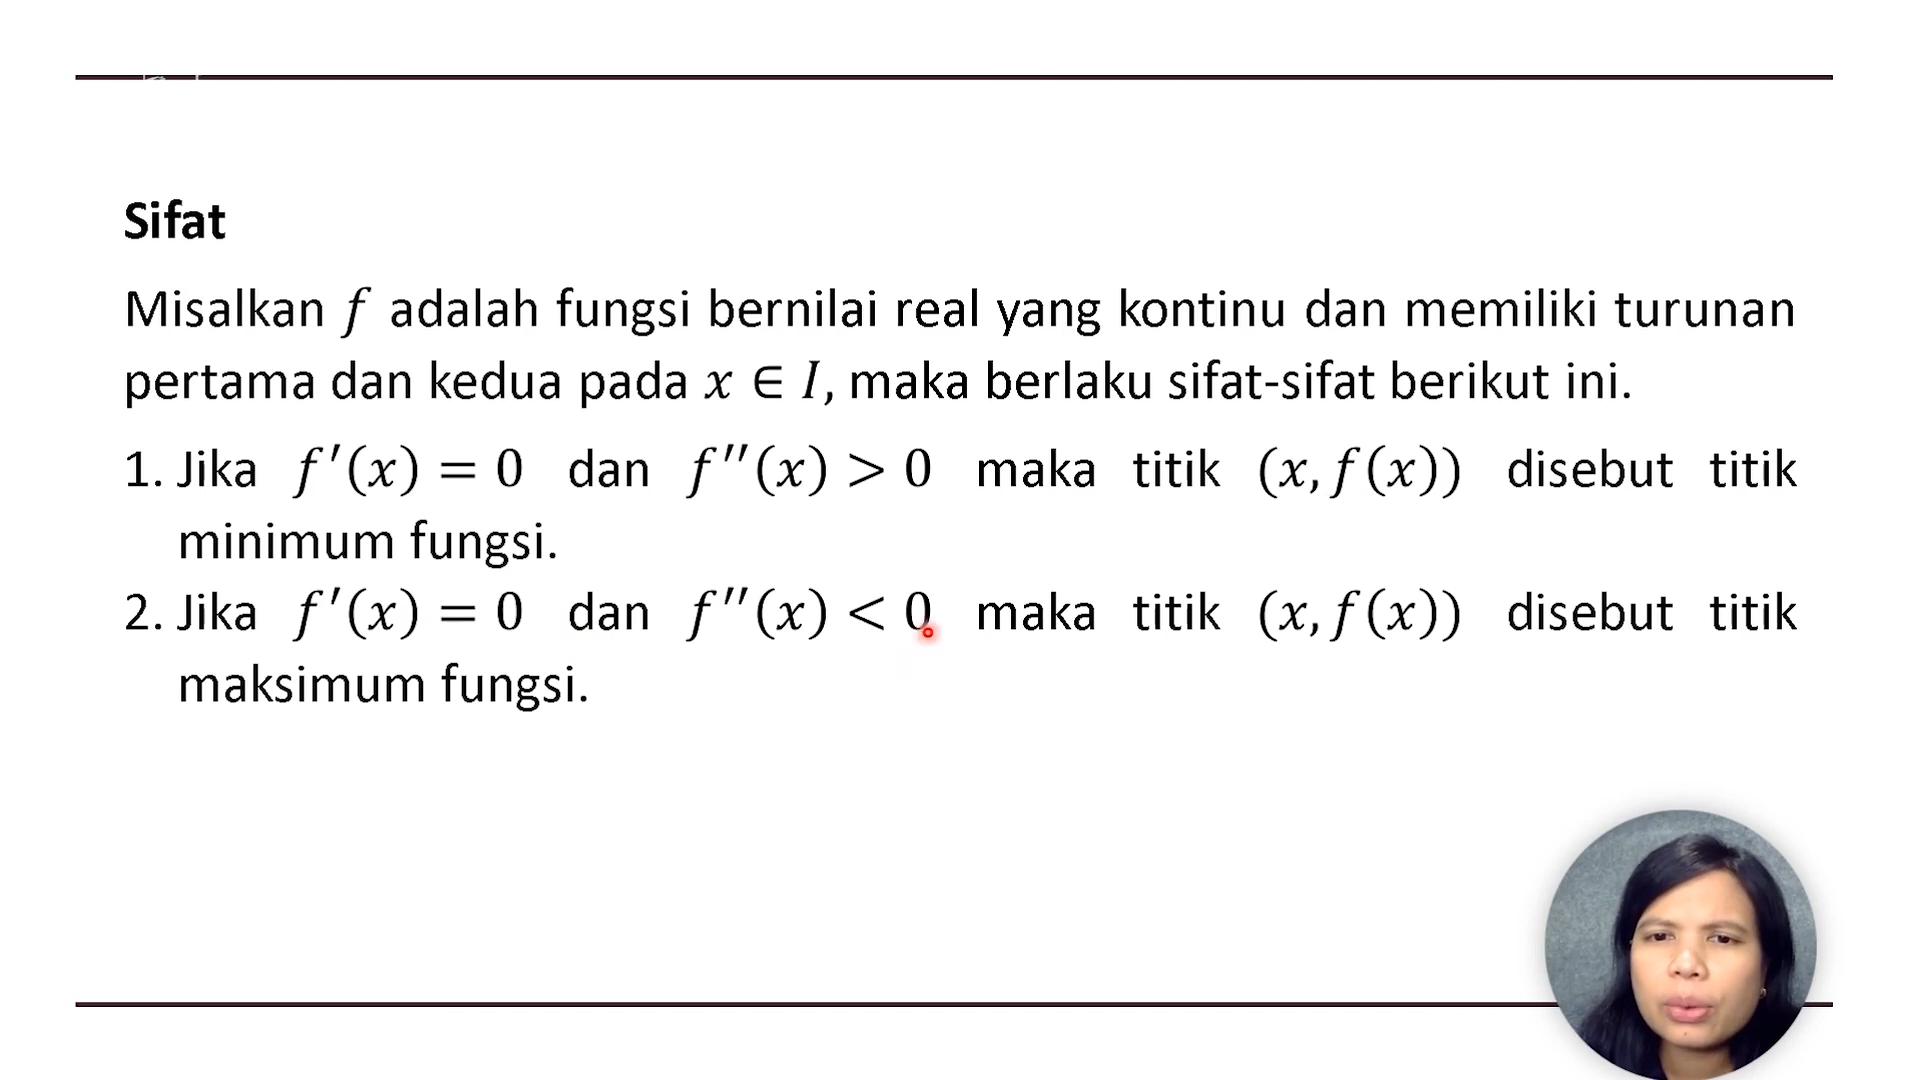 Sifat
Misalkan f adalah fungsi bernilai real yang kontinu dan memiliki turunan
pertama dan kedua pada x ∈ I, maka berlaku sifat-sifat berikut ini.
1. Jika f′(x) = 0 dan f″(x) > 0 maka titik (x, f(x)) disebut titik
minimum fungsi.
2. Jika f′(x) = 0 dan f″(x) < 0 maka titik (x, f(x)) disebut titik
maksimum fungsi.